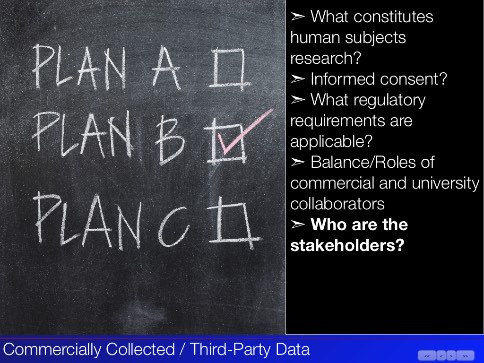 PLAN A
PLAN B
PLAN C
➣ What constitutes
human subjects
research?
➣ Informed consent?
➣ What regulatory
requirements are
applicable?
➣ Balance/Roles of
commercial and university
collaborators
➣ Who are the
stakeholders?
Commercially Collected / Third-Party Data